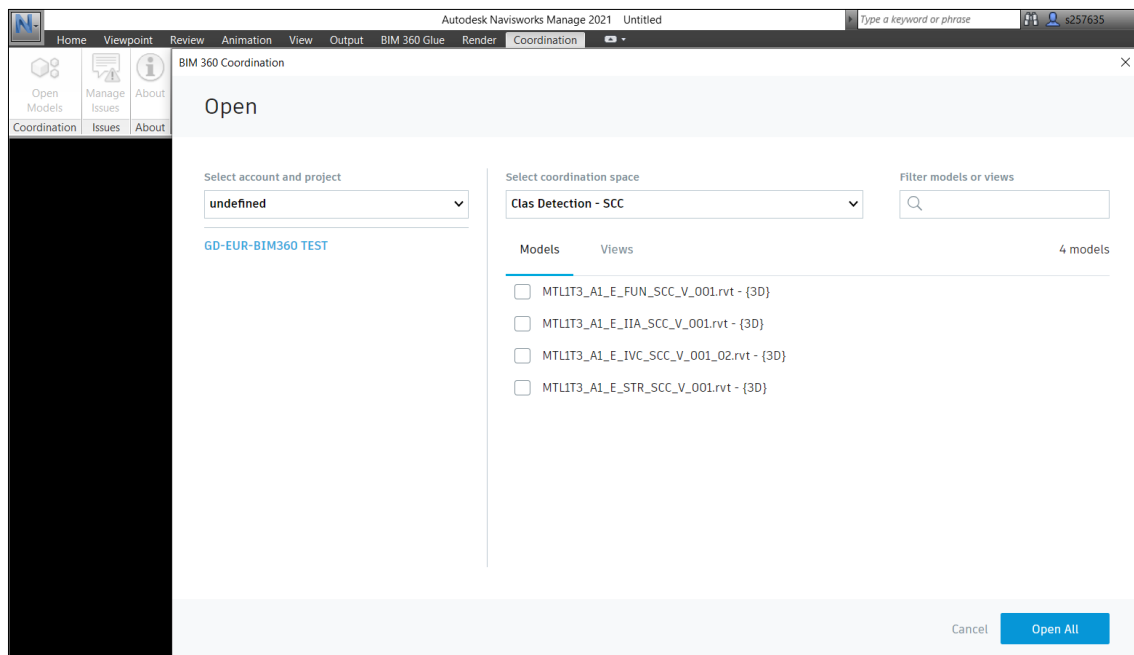 Autodesk Navisworks Manage 2021 Untitled
Type a keyword or phrase
s257635
N
Home Viewpoint Review Animation View Output BIM 360 Glue Render Coordination
Open Models
Manage Issues
About
Coordination Issues About
BIM 360 Coordination
Open
Select account and project
undefined
GD-EUR-BIM360 TEST
Select coordination space
Clas Detection - SCC
Filter models or views
Models Views 4 models
MTL1T3_A1_E_FUN_SCC_V_001.rvt - {3D}
MTL1T3_A1_E_IIA_SCC_V_001.rvt - {3D}
MTL1T3_A1_E_IVC_SCC_V_001_02.rvt - {3D}
MTL1T3_A1_E_STR_SCC_V_001.rvt - {3D}
Cancel Open All